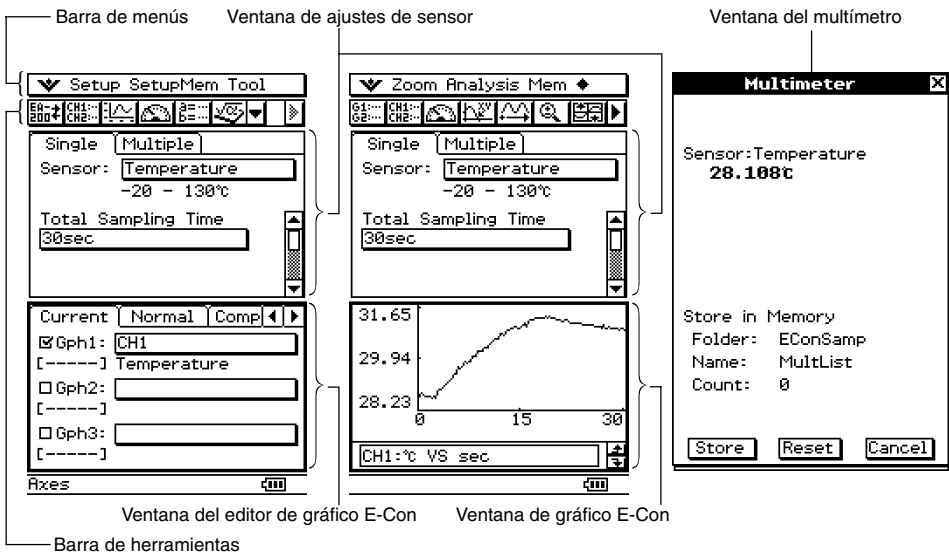 Barra de menús
Ventana de ajustes de sensor
Ventana del multímetro
Setup SetupMem Tool
Single Multiple
Sensor: Temperature
-20 - 130℃
Total Sampling Time
30sec
Current Normal Comp
Gph1: CH1
[-----] Temperature
Gph2:
[-----]
Gph3:
[-----]
Axes
Zoom Analysis Mem
Single Multiple
Sensor: Temperature
-20 - 130℃
Total Sampling Time
30sec
31.65
29.94
28.23
0 15 30
CH1:℃ VS sec
Multimeter
Sensor:Temperature
28.108℃
Store in Memory
Folder: EConSamp
Name: MultList
Count: 0
Store Reset Cancel
Ventana del editor de gráfico E-Con
Ventana de gráfico E-Con
Barra de herramientas